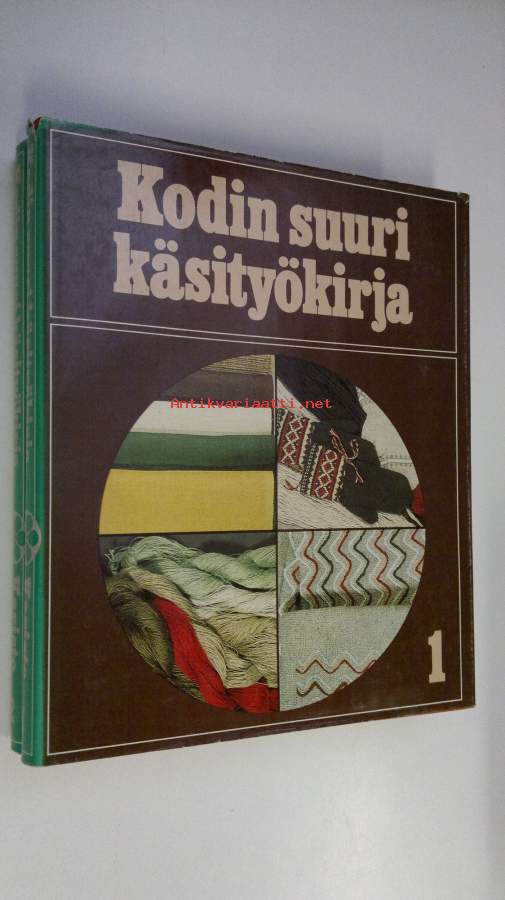 Kodin suuri
käsityökirja
Antikvariaatti.net
1